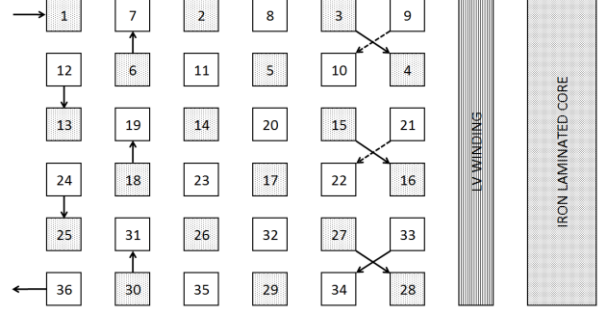 1 7 2 8 3 9
12 6 11 5 10 4
13 19 14 20 15 21
24 18 23 17 22 16
25 31 26 32 27 33
36 30 35 29 34 28
LV WINDING
IRON LAMINATED CORE